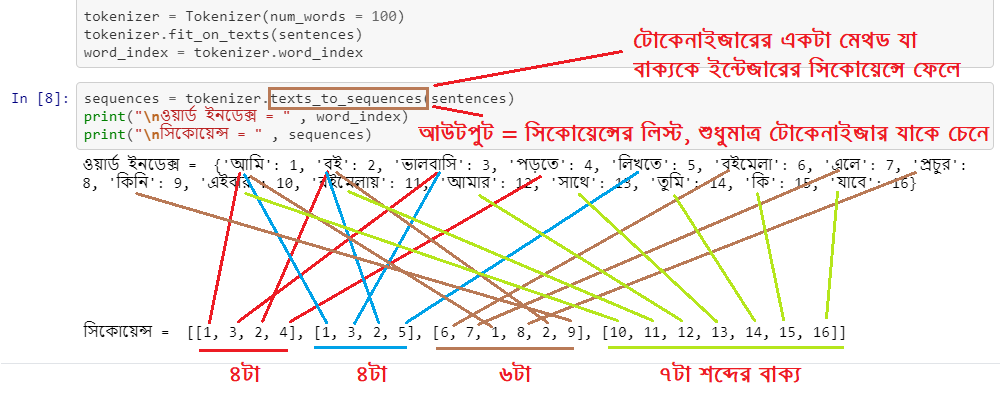 tokenizer = Tokenizer(num_words = 100)
tokenizer.fit_on_texts(sentences)
word_index = tokenizer.word_index
টোকেনাইজারের একটা মেথড যা
বাক্যকে ইন্টেজারের সিকোয়েন্সে ফেলে
In [8]: sequences = tokenizer.texts_to_sequences(sentences)
print("\nওয়ার্ড ইনডেক্স = " , word_index)
print("\nসিকোয়েন্স = " , sequences)
আউটপুট = সিকোয়েন্সের লিস্ট, শুধুমাত্র টোকেনাইজার যাকে চেনে
ওয়ার্ড ইনডেক্স =  {'আমি': 1, 'বই': 2, 'ভালবাসি': 3, 'পড়তে': 4, 'লিখতে': 5, 'বইমেলা': 6, 'এলে': 7, 'প্রচুর':
8, 'কিনি': 9, 'এইবার': 10, 'বইমেলায়': 11, 'আমার': 12, 'সাথে': 13, 'তুমি': 14, 'কি': 15, 'যাবে': 16}
সিকোয়েন্স =  [[1, 3, 2, 4], [1, 3, 2, 5], [6, 7, 1, 8, 2, 9], [10, 11, 12, 13, 14, 15, 16]]
৪টা ৪টা ৬টা ৭টা শব্দের বাক্য